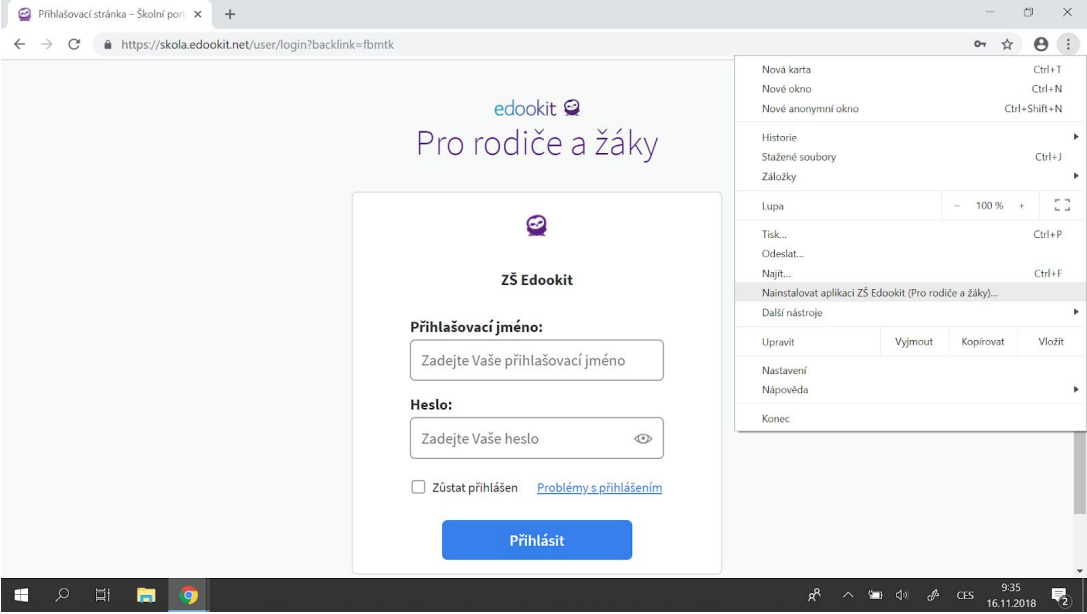 Přihlašovací stránka – Školní port
https://skola.edookit.net/user/login?backlink=fbmtk
edookit
Pro rodiče a žáky
ZŠ Edookit
Přihlašovací jméno:
Zadejte Vaše přihlašovací jméno
Heslo:
Zadejte Vaše heslo
Zůstat přihlášen Problémy s přihlášením
Přihlásit
Nová karta Ctrl+T
Nové okno Ctrl+N
Nové anonymní okno Ctrl+Shift+N
Historie
Stažené soubory Ctrl+J
Záložky
Lupa – 100 % +
Tisk... Ctrl+P
Odeslat...
Najít... Ctrl+F
Nainstalovat aplikaci ZŠ Edookit (Pro rodiče a žáky)...
Další nástroje
Upravit Vyjmout Kopírovat Vložit
Nastavení
Nápověda
Konec
CES
9:35
16.11.2018
2